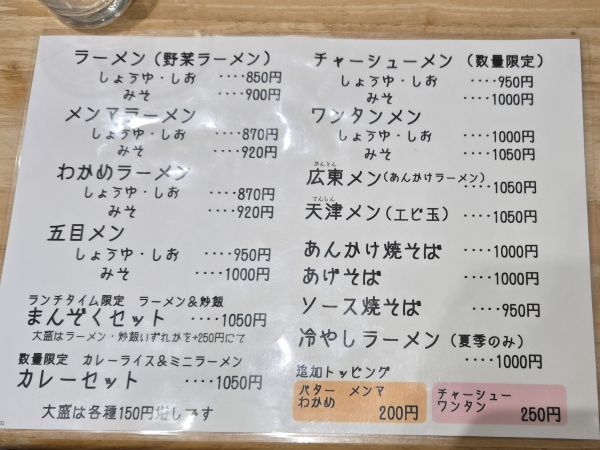 ラーメン（野菜ラーメン）
しょうゆ・しお ････850円
みそ ････900円
メンマラーメン
しょうゆ・しお ････870円
みそ ････920円
わかめラーメン
しょうゆ・しお ････870円
みそ ････920円
五目メン
しょうゆ・しお ････950円
みそ ････1000円
ランチタイム限定 ラーメン＆炒飯
まんぞくセット ････1050円
大盛はラーメン・炒飯いずれかを+250円にて
数量限定 カレーライス＆ミニラーメン
カレーセット ････1050円
大盛は各種150円増しです
チャーシューメン（数量限定）
しょうゆ・しお ････950円
みそ ････1000円
ワンタンメン
しょうゆ・しお ････1000円
みそ ････1050円
かんとん
広東メン（あんかけラーメン）
････1050円
てんしん
天津メン（エビ玉） ････1050円
あんかけ焼そば ････1000円
あげそば ････1000円
ソース焼そば ････950円
冷やしラーメン（夏季のみ）
････1000円
追加トッピング
バター メンマ
わかめ 200円
チャーシュー
ワンタン 250円